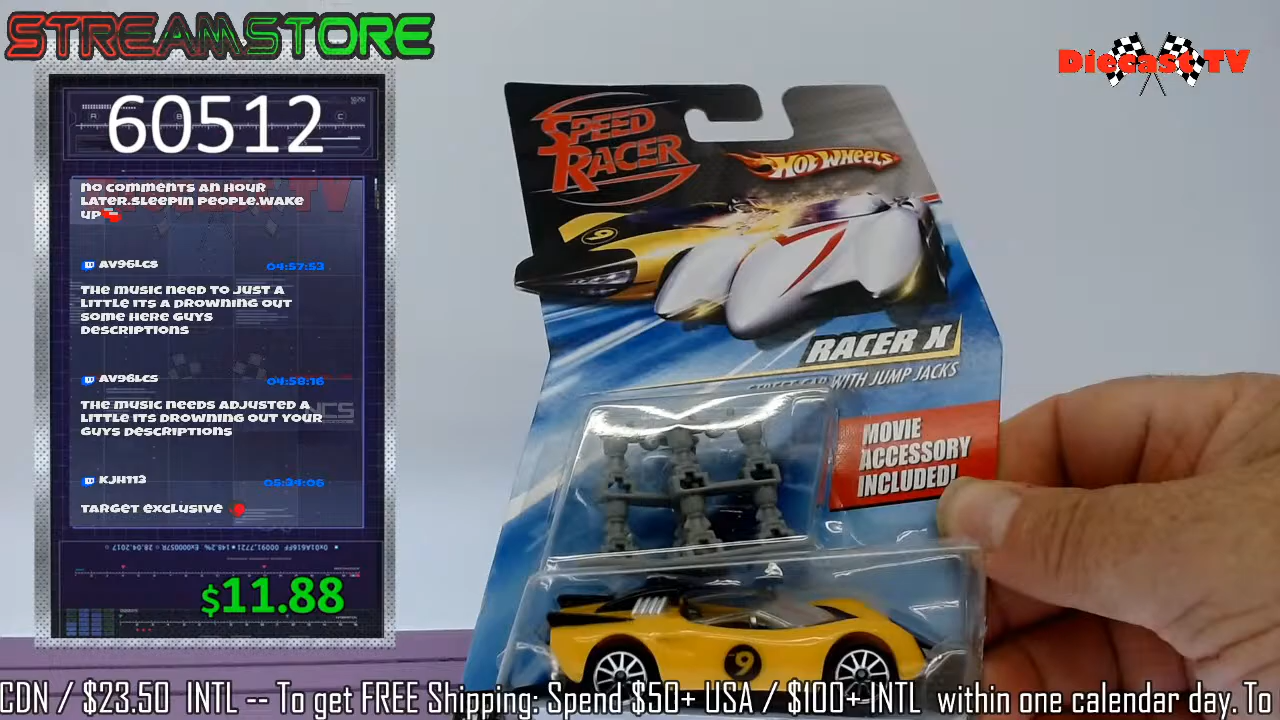 STREAMSTORE
Diecast TV
60512
NO COMMENTS AN HOUR
LATER.SLEEPIN PEOPLE.WAKE
UP
AV96LCS 04:57:53
THE MUSIC NEED TO JUST A
LITTLE ITS A DROWNING OUT
SOME HERE GUYS
DESCRIPTIONS
AV96LCS 04:58:16
THE MUSIC NEEDS ADJUSTED A
LITTLE ITS DROWNING OUT YOUR
GUYS DESCRIPTIONS
KJH113 05:34:06
TARGET EXCLUSIVE
$11.88
SPEED
RACER
HOT WHEELS
9
RACER X
STREET CAR WITH JUMP JACKS
MOVIE
ACCESSORY
INCLUDED!
9
CDN / $23.50 INTL -- To get FREE Shipping: Spend $50+ USA / $100+ INTL within one calendar day. To